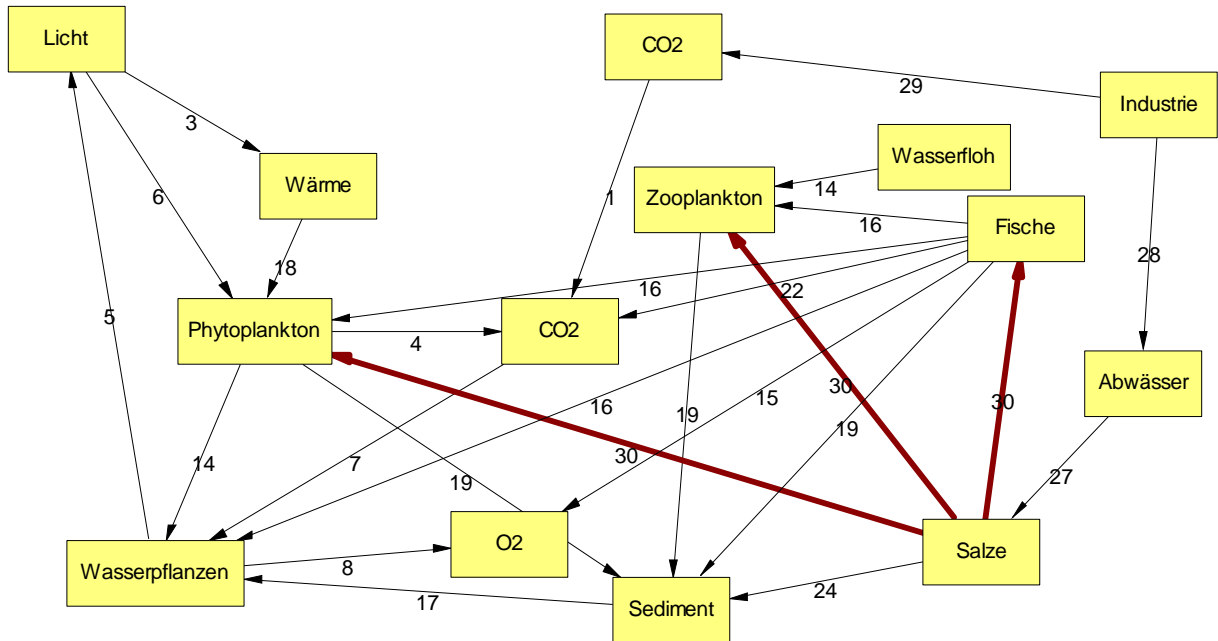 Licht
CO2
29
Industrie
3
Wärme
Wasserfloh
14
Zooplankton
6
1
16
Fische
28
18
5
Phytoplankton
4
CO2
16
22
Abwässer
30
15
19
30
19
16
30
14
7
19
27
O2
Salze
Wasserpflanzen
8
17
Sediment
24